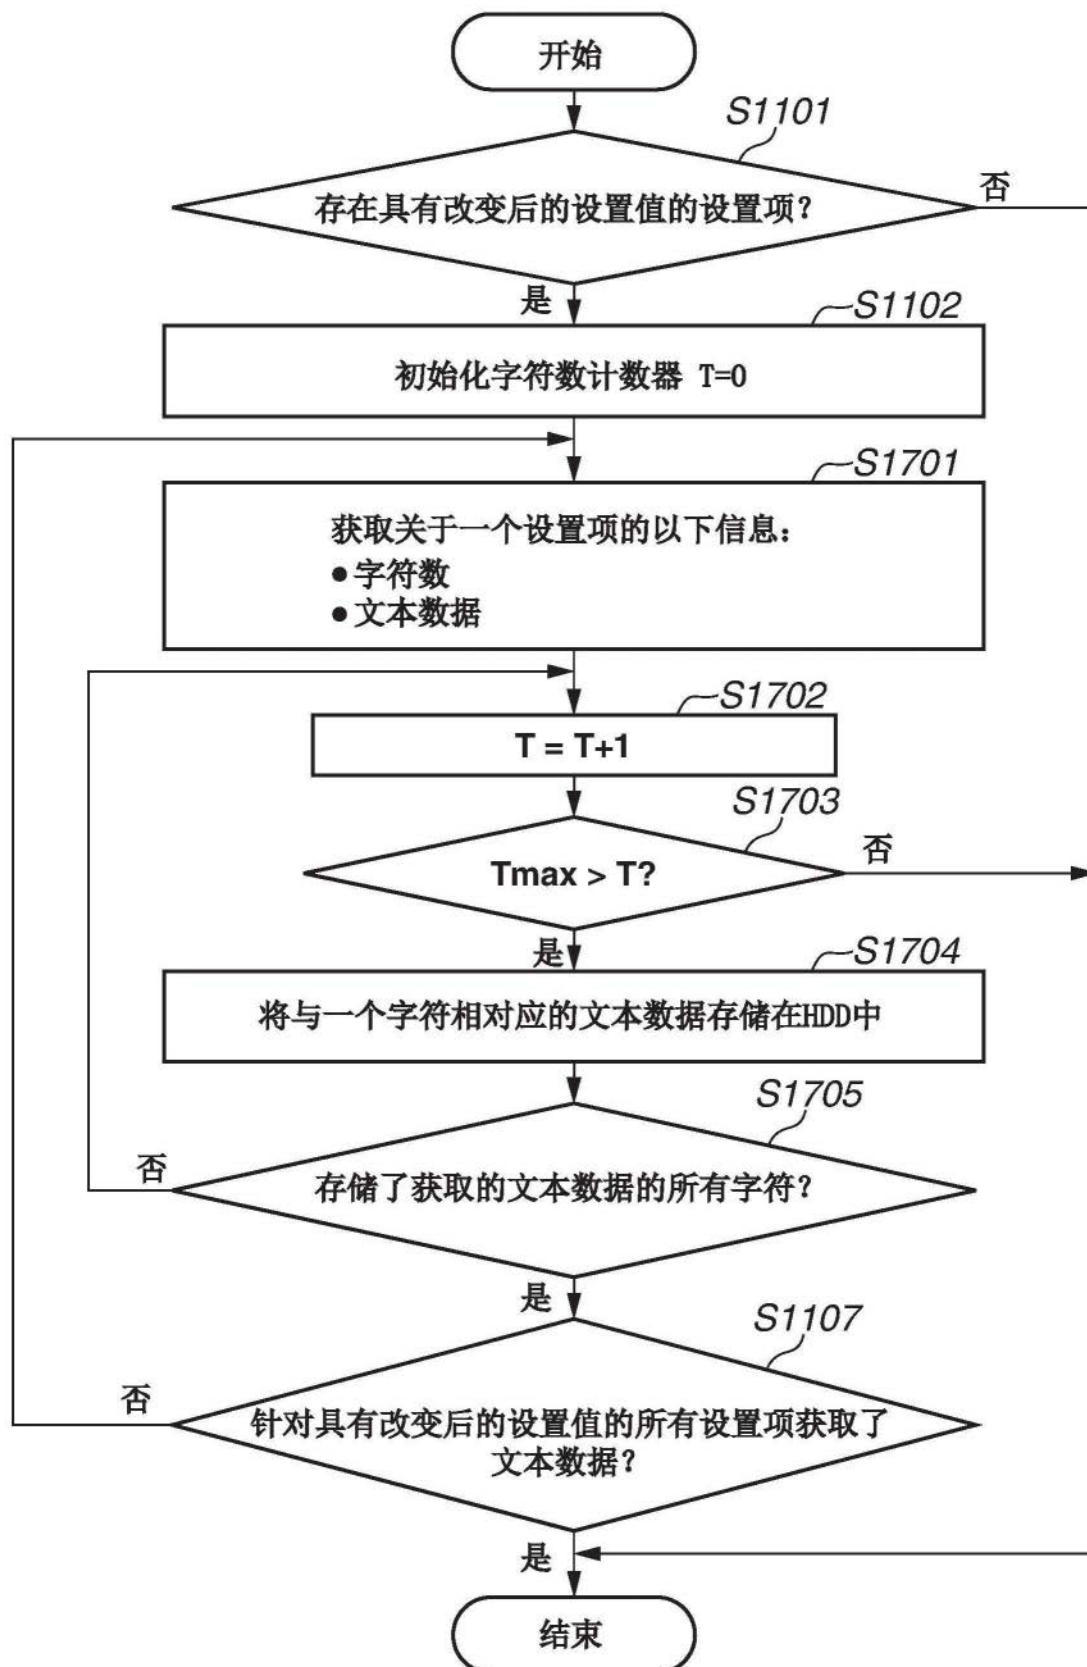 开始
S1101
存在具有改变后的设置值的设置项?
否
是
S1102
初始化字符数计数器 T=0
S1701
获取关于一个设置项的以下信息:
● 字符数
● 文本数据
S1702
T = T+1
S1703
Tmax > T?
否
是
S1704
将与一个字符相对应的文本数据存储在HDD中
S1705
存储了获取的文本数据的所有字符?
否
是
S1107
针对具有改变后的设置值的所有设置项获取了
文本数据?
否
是
结束